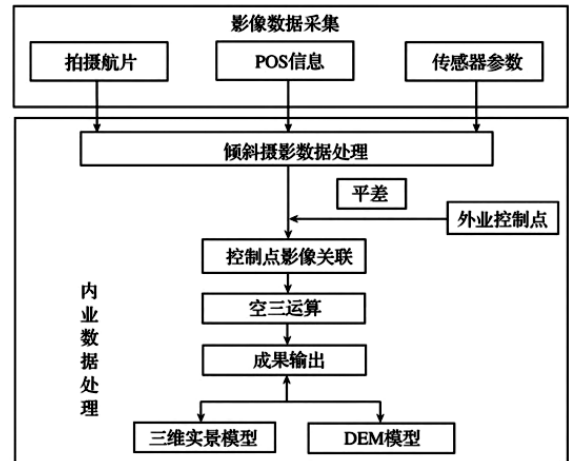 影像数据采集
拍摄航片
POS信息
传感器参数
倾斜摄影数据处理
平差
外业控制点
控制点影像关联
空三运算
成果输出
内业数据处理
三维实景模型
DEM模型